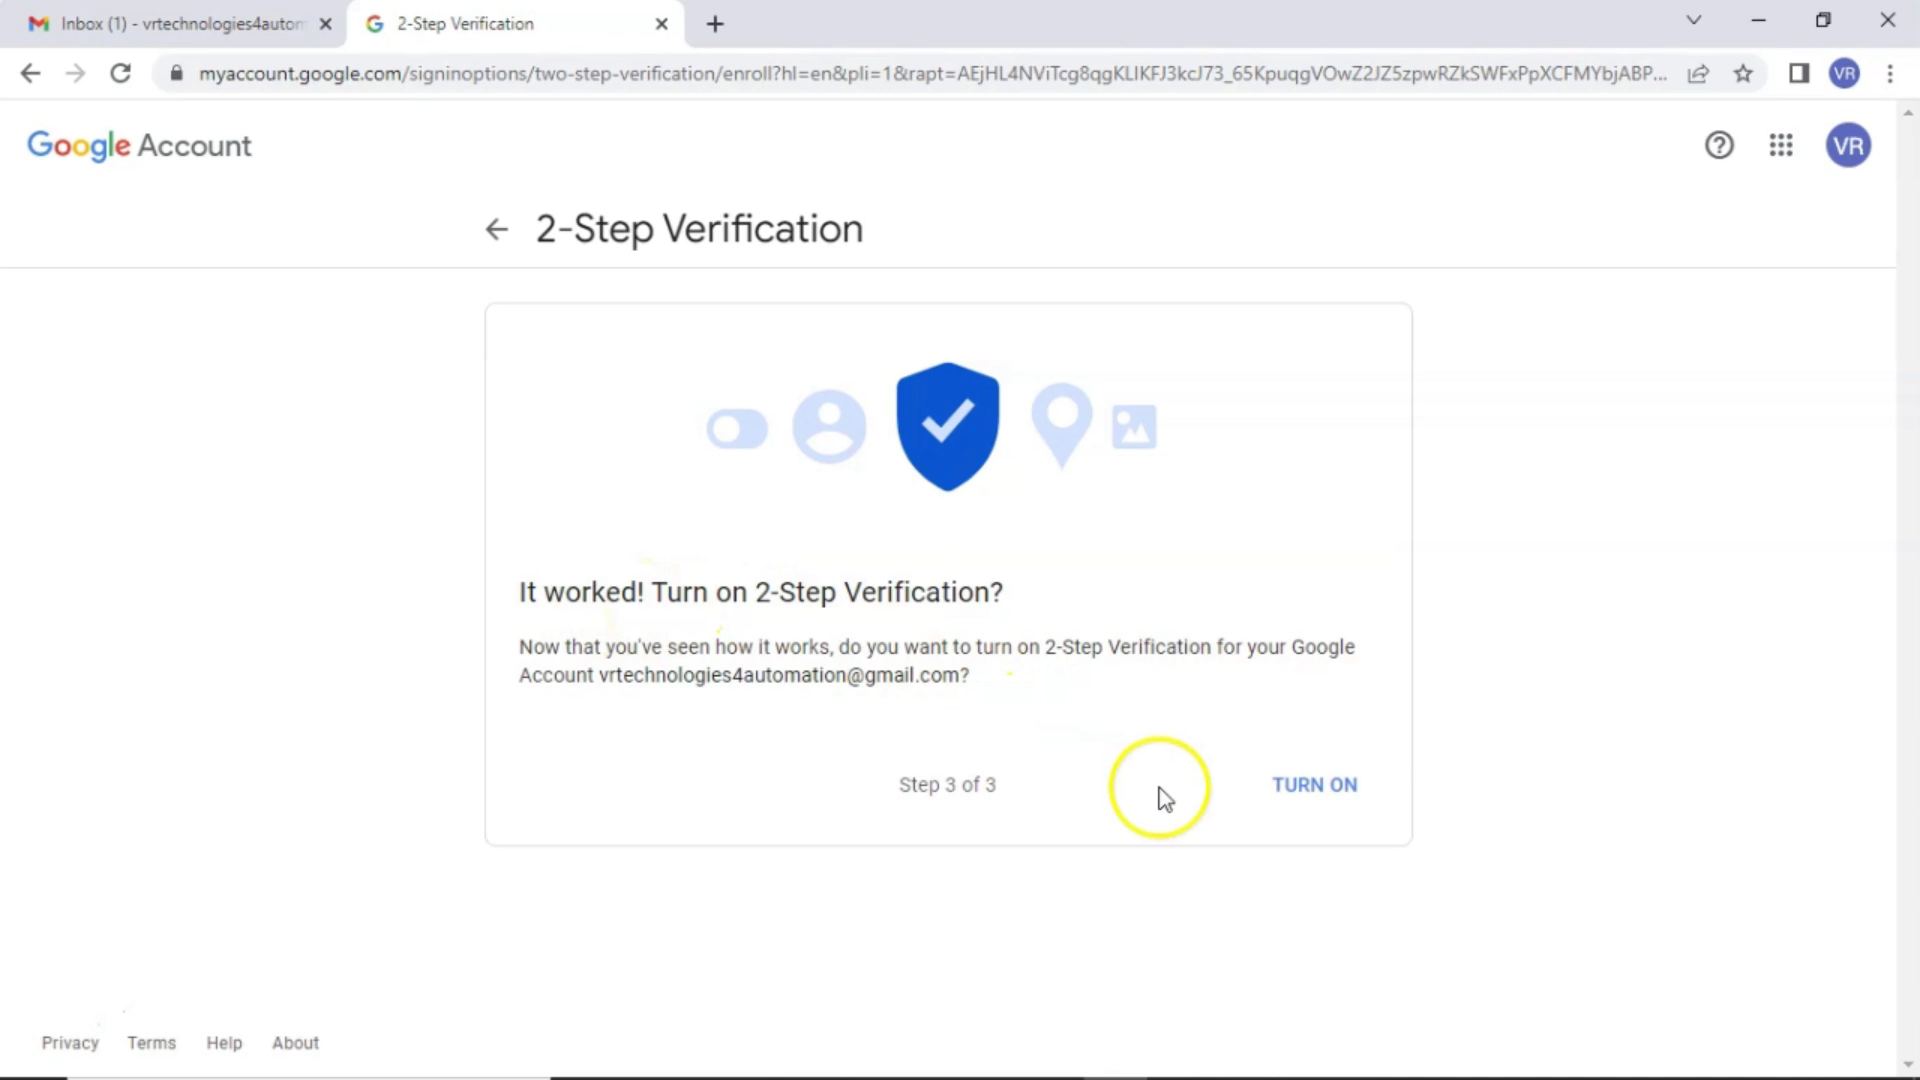 Inbox (1) - vrtechnologies4autom
2-Step Verification
myaccount.google.com/signinoptions/two-step-verification/enroll?hl=en&pli=1&rapt=AEjHL4NViTcg8qgKLIKFJ3kcJ73_65KpuqgVOwZ2JZ5zpwRZkSWFxPpXCFMYbjABP...
VR
Google Account
VR
2-Step Verification
It worked! Turn on 2-Step Verification?
Now that you've seen how it works, do you want to turn on 2-Step Verification for your Google
Account vrtechnologies4automation@gmail.com?
Step 3 of 3
TURN ON
Privacy Terms Help About